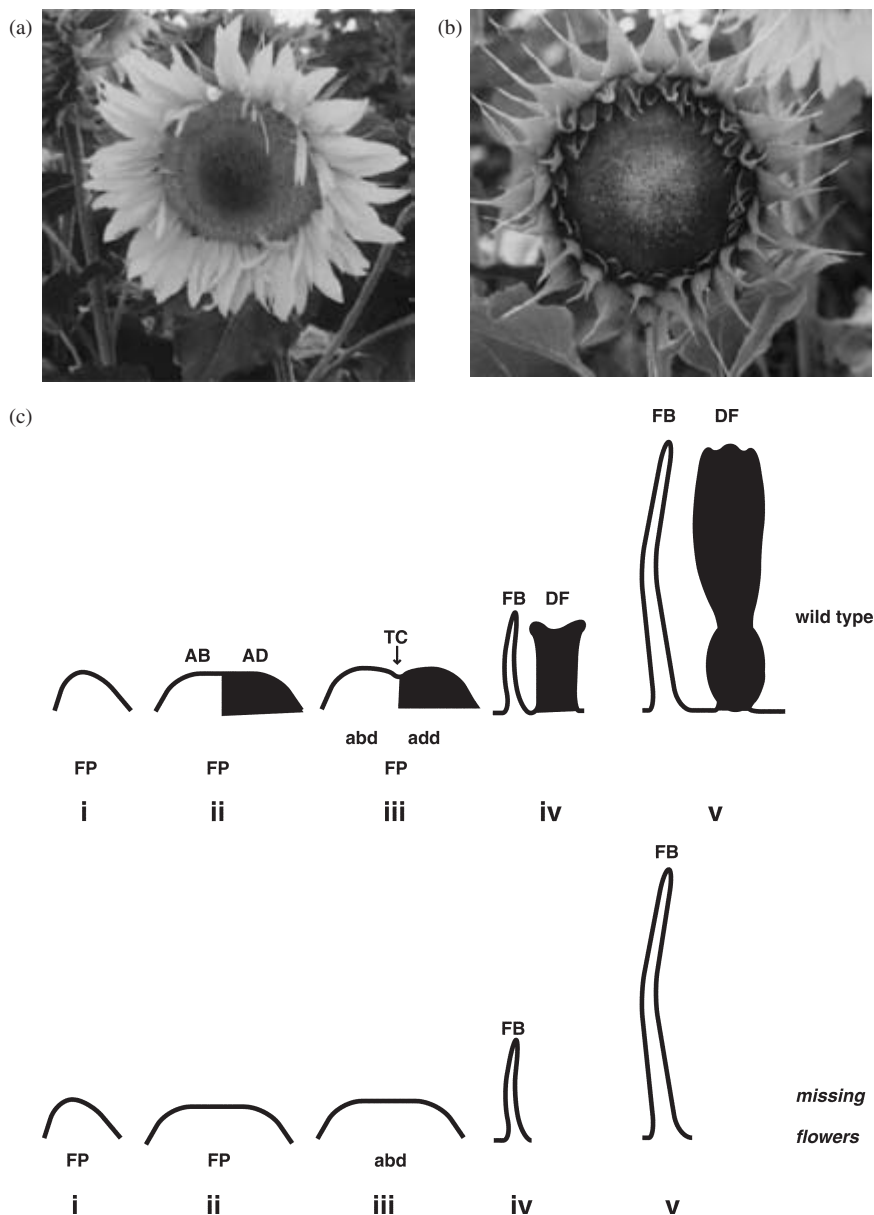 (a)
(b)
(c)
FB DF
FB DF
wild type
TC
AB AD
abd add
FP FP FP
i ii iii iv v
FB
FB
missing
flowers
FP FP abd
i ii iii iv v